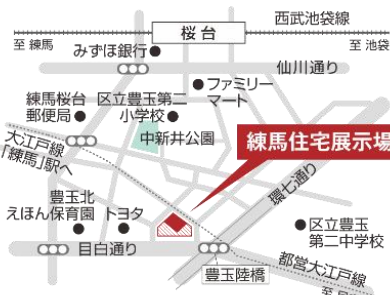 西武池袋線
桜台
至 練馬
至 池袋
みずほ銀行
仙川通り
ファミリー
マート
練馬桜台
郵便局
区立豊玉第二
小学校
中新井公園
大江戸線
「練馬」駅へ
練馬住宅展示場
環七通り
豊玉北
えほん保育園
トヨタ
区立豊玉
第二中学校
目白通り
豊玉陸橋
都営大江戸線